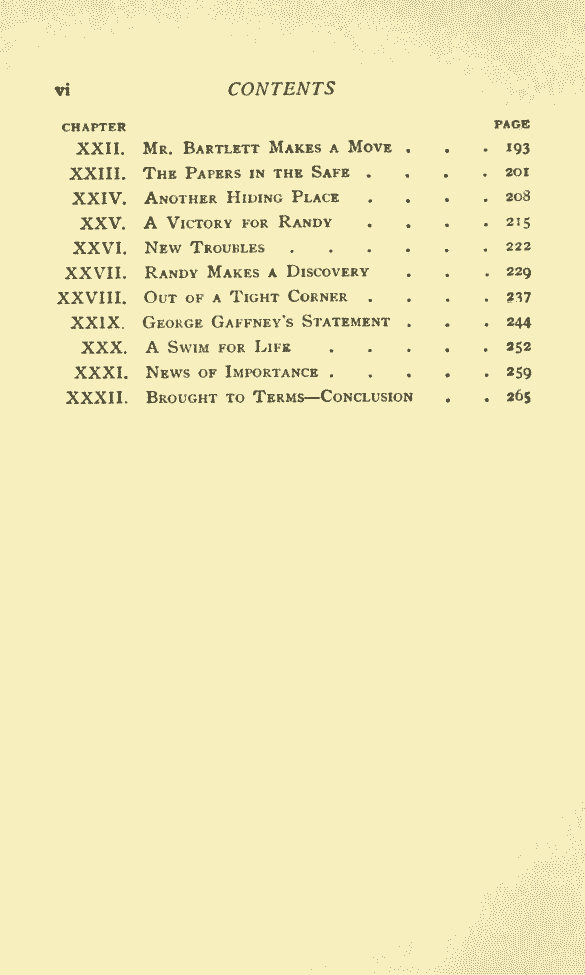 vi CONTENTS
CHAPTER PAGE
XXII. Mr. Bartlett Makes a Move . . . 193
XXIII. The Papers in the Safe . . . . 201
XXIV. Another Hiding Place . . . . 208
XXV. A Victory for Randy . . . . 215
XXVI. New Troubles . . . . . . 222
XXVII. Randy Makes a Discovery . . . 229
XXVIII. Out of a Tight Corner . . . . 237
XXIX. George Gaffney's Statement . . . 244
XXX. A Swim for Life . . . . . 252
XXXI. News of Importance . . . . . 259
XXXII. Brought to Terms—Conclusion . . 265